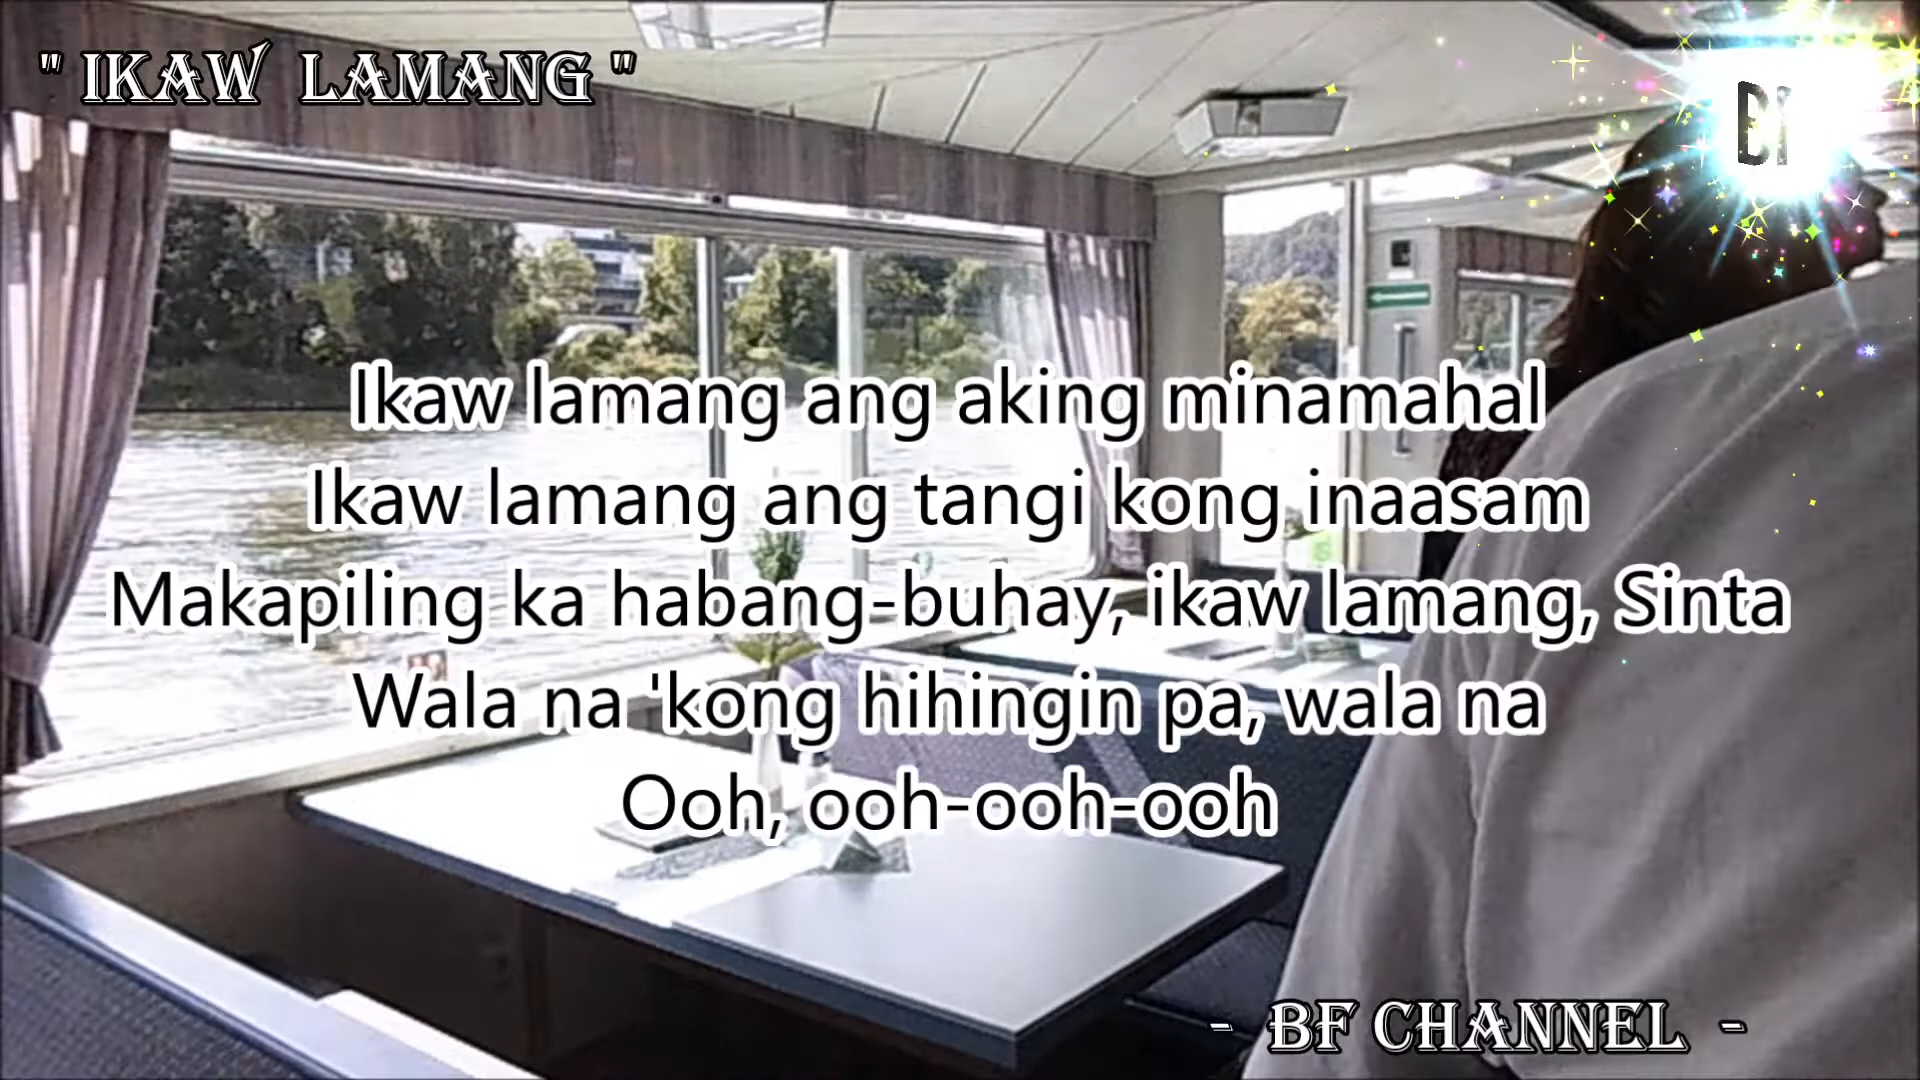 " IKAW LAMANG "
BF
Ikaw lamang ang aking minamahal
Ikaw lamang ang tangi kong inaasam
Makapiling ka habang-buhay, ikaw lamang, Sinta
Wala na 'kong hihingin pa, wala na
Ooh, ooh-ooh-ooh
- BF CHANNEL -